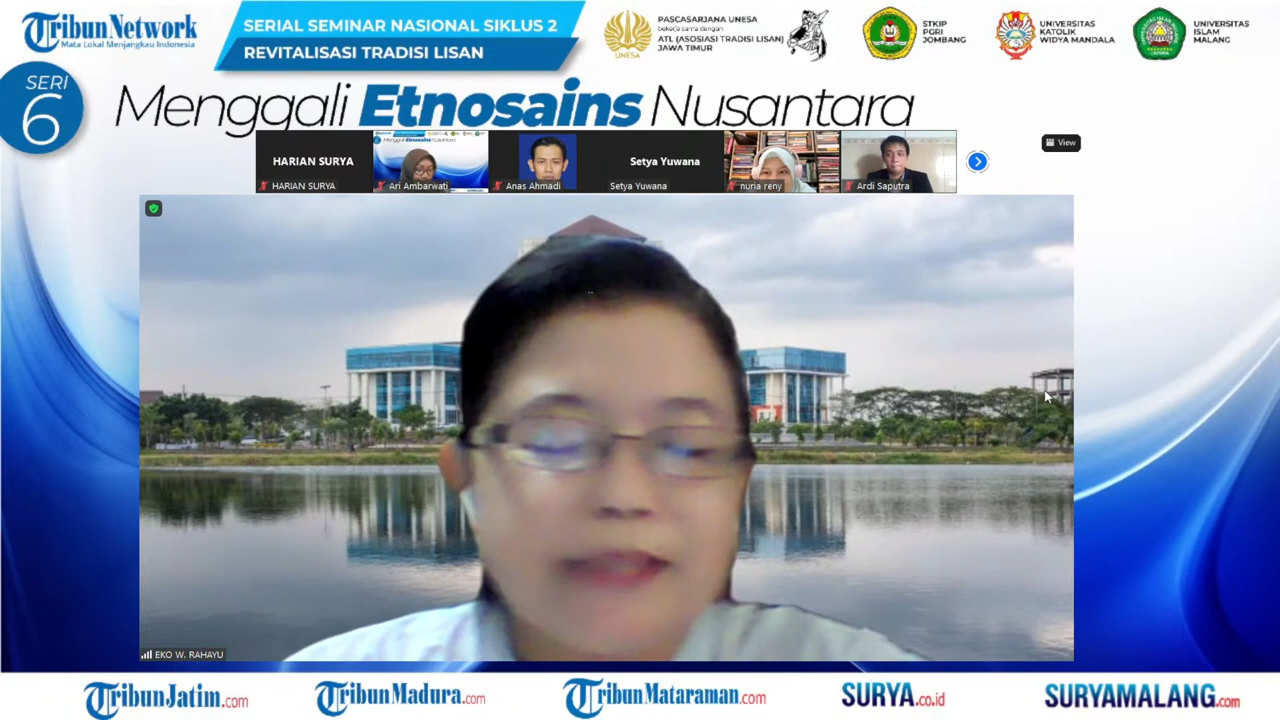 Tribun Network
Mata Lokal Menjangkau Indonesia
SERIAL SEMINAR NASIONAL SIKLUS 2
REVITALISASI TRADISI LISAN
UNESA
PASCASARJANA UNESA
bekerja sama dengan
ATL (ASOSIASI TRADISI LISAN)
JAWA TIMUR
STKIP
PGRI
JOMBANG
UNIVERSITAS
KATOLIK
WIDYA MANDALA
UNIVERSITAS
ISLAM
MALANG
SERI
6
Menggali Etnosains Nusantara
HARIAN SURYA
Setya Yuwana
View
HARIAN SURYA
Ari Ambarwati
Anas Ahmadi
Setya Yuwana
nuria reny
Ardi Saputra
EKO W. RAHAYU
TribunJatim.com
TribunMadura.com
TribunMataraman.com
SURYA.co.id
SURYAMALANG.com